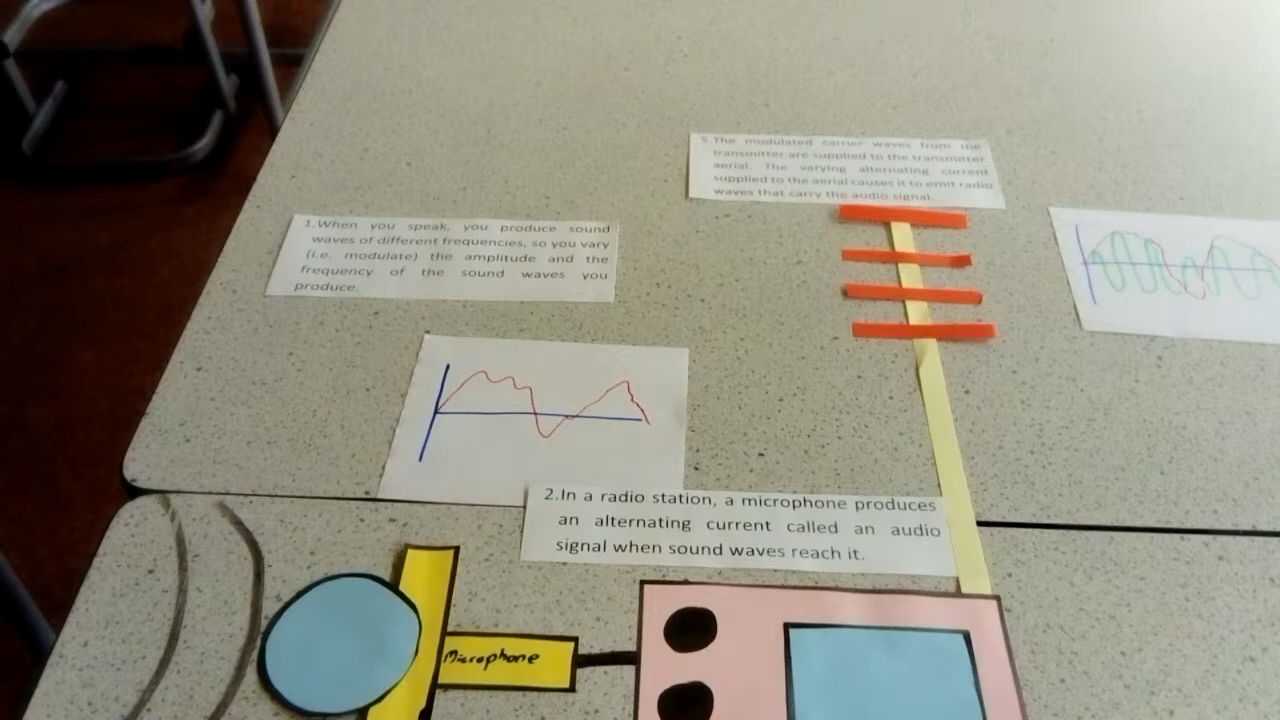 5.The modulated carrier waves from the
transmitter are supplied to the transmitter
aerial. The varying alternating current
supplied to the aerial causes it to emit radio
waves that carry the audio signal.
1.When you speak, you produce sound
waves of different frequencies, so you vary
(i.e. modulate) the amplitude and the
frequency of the sound waves you
produce.
2.In a radio station, a microphone produces
an alternating current called an audio
signal when sound waves reach it.
Microphone